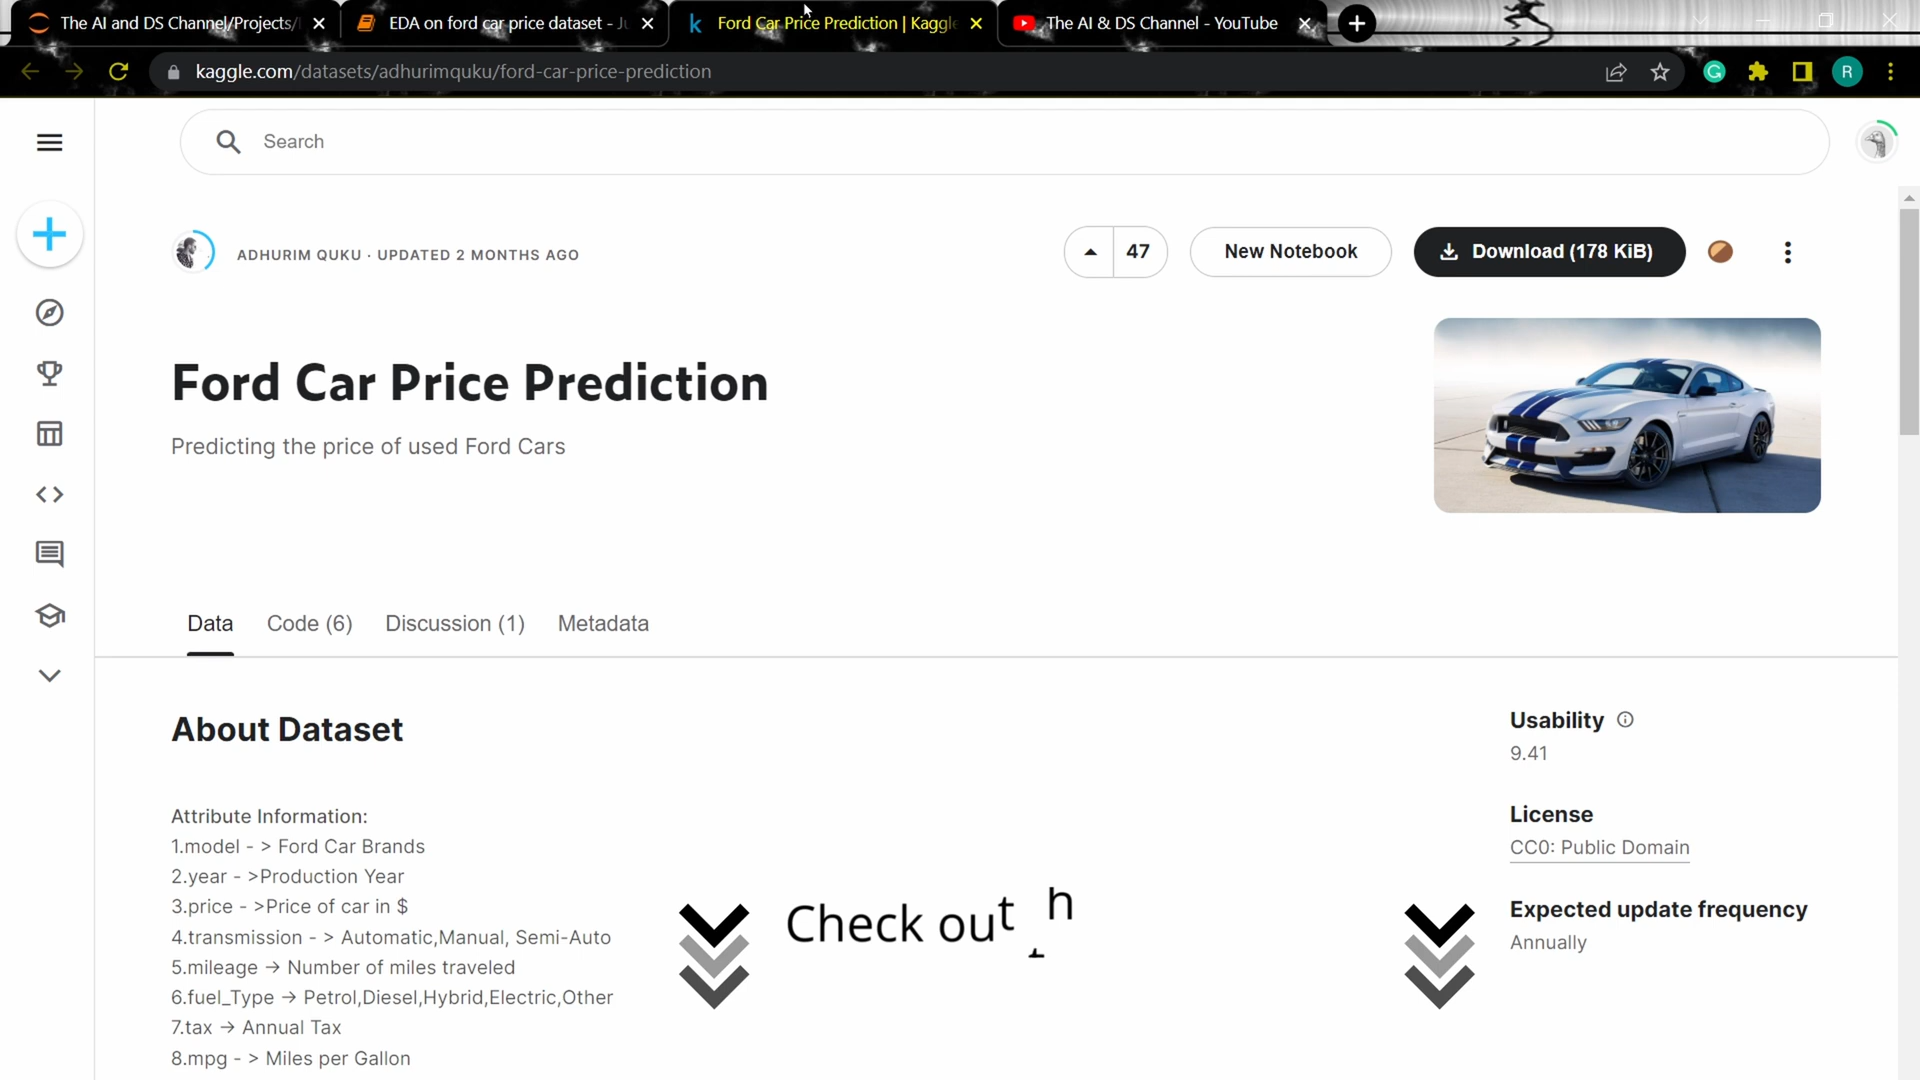 The AI and DS Channel/Projects/
EDA on ford car price dataset - Ju
Ford Car Price Prediction | Kaggle
The AI & DS Channel - YouTube
kaggle.com/datasets/adhurimquku/ford-car-price-prediction
R
Search
ADHURIM QUKU · UPDATED 2 MONTHS AGO
47
New Notebook
Download (178 KiB)
Ford Car Price Prediction
Predicting the price of used Ford Cars
Data
Code (6)
Discussion (1)
Metadata
About Dataset
Attribute Information:
1.model - > Ford Car Brands
2.year - >Production Year
3.price - >Price of car in $
4.transmission - > Automatic,Manual, Semi-Auto
5.mileage -> Number of miles traveled
6.fuel_Type -> Petrol,Diesel,Hybrid,Electric,Other
7.tax -> Annual Tax
8.mpg - > Miles per Gallon
Usability
9.41
License
CC0: Public Domain
Expected update frequency
Annually
Check out h